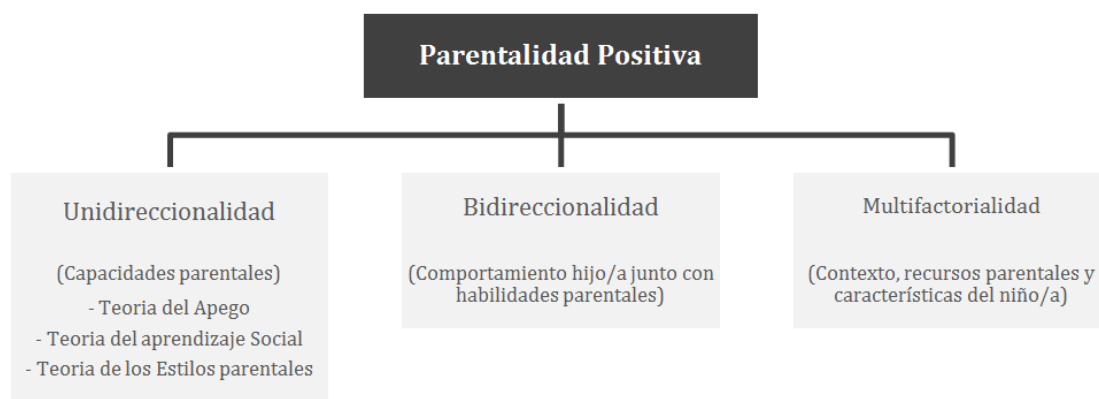 Parentalidad Positiva
Unidireccionalidad
(Capacidades parentales)
- Teoria del Apego
- Teoria del aprendizaje Social
- Teoria de los Estilos parentales
Bidireccionalidad
(Comportamiento hijo/a junto con
habilidades parentales)
Multifactorialidad
(Contexto, recursos parentales y
características del niño/a)